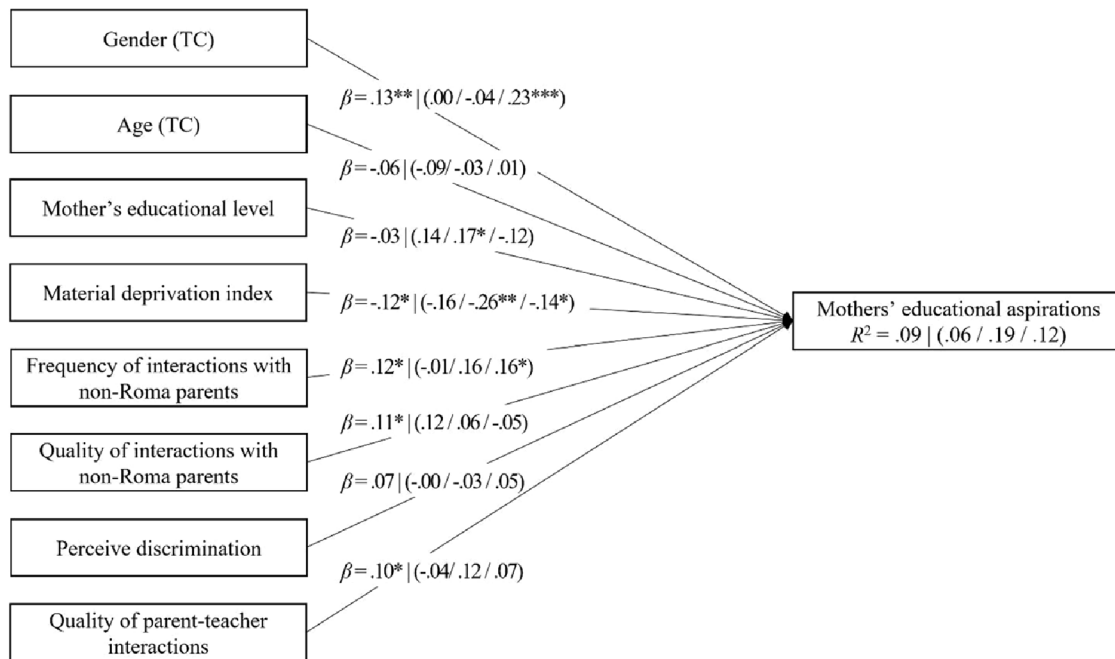 Gender (TC)
β = .13** | (.00 / -.04 / .23***)
Age (TC)
β = -.06 | (-.09/ -.03 / .01)
Mother’s educational level
β = -.03 | (.14 / .17* / -.12)
Material deprivation index
β = -.12* | (-.16 / -.26** / -.14*)
Mothers’ educational aspirations
R² = .09 | (.06 / .19 / .12)
Frequency of interactions with
non-Roma parents
β = .12* | (-.01/ .16 / .16*)
Quality of interactions with
non-Roma parents
β = .11* | (.12 / .06 / -.05)
Perceive discrimination
β = .07 | (-.00 / -.03 / .05)
Quality of parent-teacher
interactions
β = .10* | (-.04/ .12 / .07)